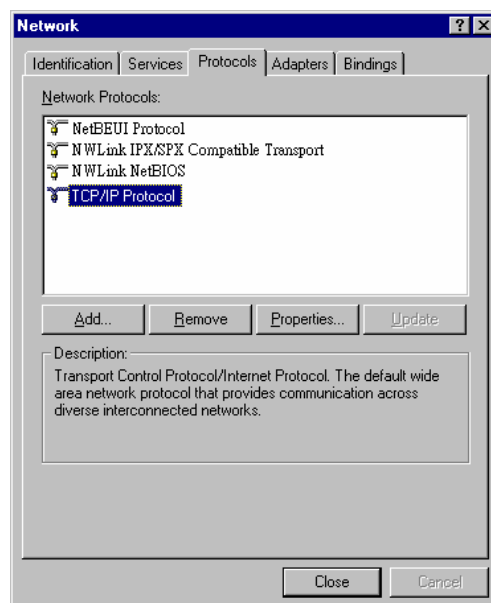 Network
Identification Services Protocols Adapters Bindings
Network Protocols:
NetBEUI Protocol
NWLink IPX/SPX Compatible Transport
NWLink NetBIOS
TCP/IP Protocol
Add... Remove Properties... Update
Description:
Transport Control Protocol/Internet Protocol. The default wide
area network protocol that provides communication across
diverse interconnected networks.
Close Cancel